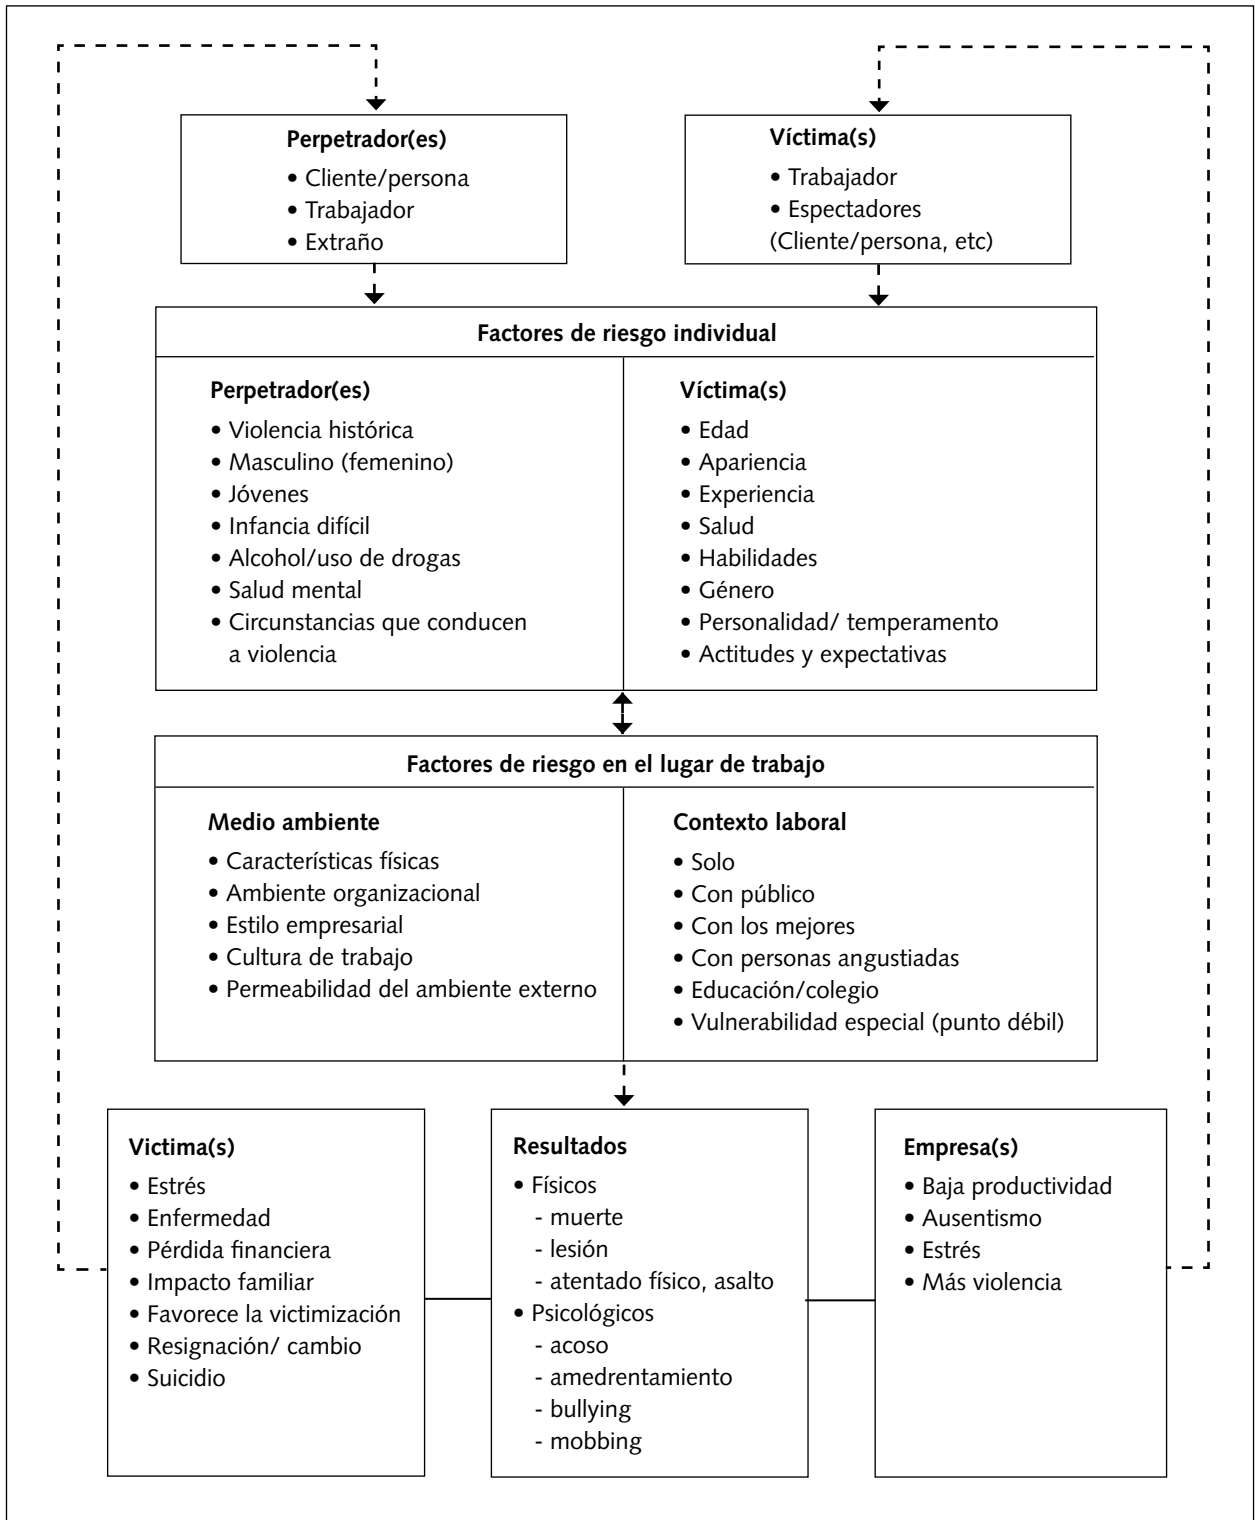 Perpetrador(es)
• Cliente/persona
• Trabajador
• Extraño
Víctima(s)
• Trabajador
• Espectadores
(Cliente/persona, etc)
Factores de riesgo individual
Perpetrador(es)
• Violencia histórica
• Masculino (femenino)
• Jóvenes
• Infancia difícil
• Alcohol/uso de drogas
• Salud mental
• Circunstancias que conducen
a violencia
Víctima(s)
• Edad
• Apariencia
• Experiencia
• Salud
• Habilidades
• Género
• Personalidad/ temperamento
• Actitudes y expectativas
Factores de riesgo en el lugar de trabajo
Medio ambiente
• Características físicas
• Ambiente organizacional
• Estilo empresarial
• Cultura de trabajo
• Permeabilidad del ambiente externo
Contexto laboral
• Solo
• Con público
• Con los mejores
• Con personas angustiadas
• Educación/colegio
• Vulnerabilidad especial (punto débil)
Victima(s)
• Estrés
• Enfermedad
• Pérdida financiera
• Impacto familiar
• Favorece la victimización
• Resignación/ cambio
• Suicidio
Resultados
• Físicos
- muerte
- lesión
- atentado físico, asalto
• Psicológicos
- acoso
- amedrentamiento
- bullying
- mobbing
Empresa(s)
• Baja productividad
• Ausentismo
• Estrés
• Más violencia